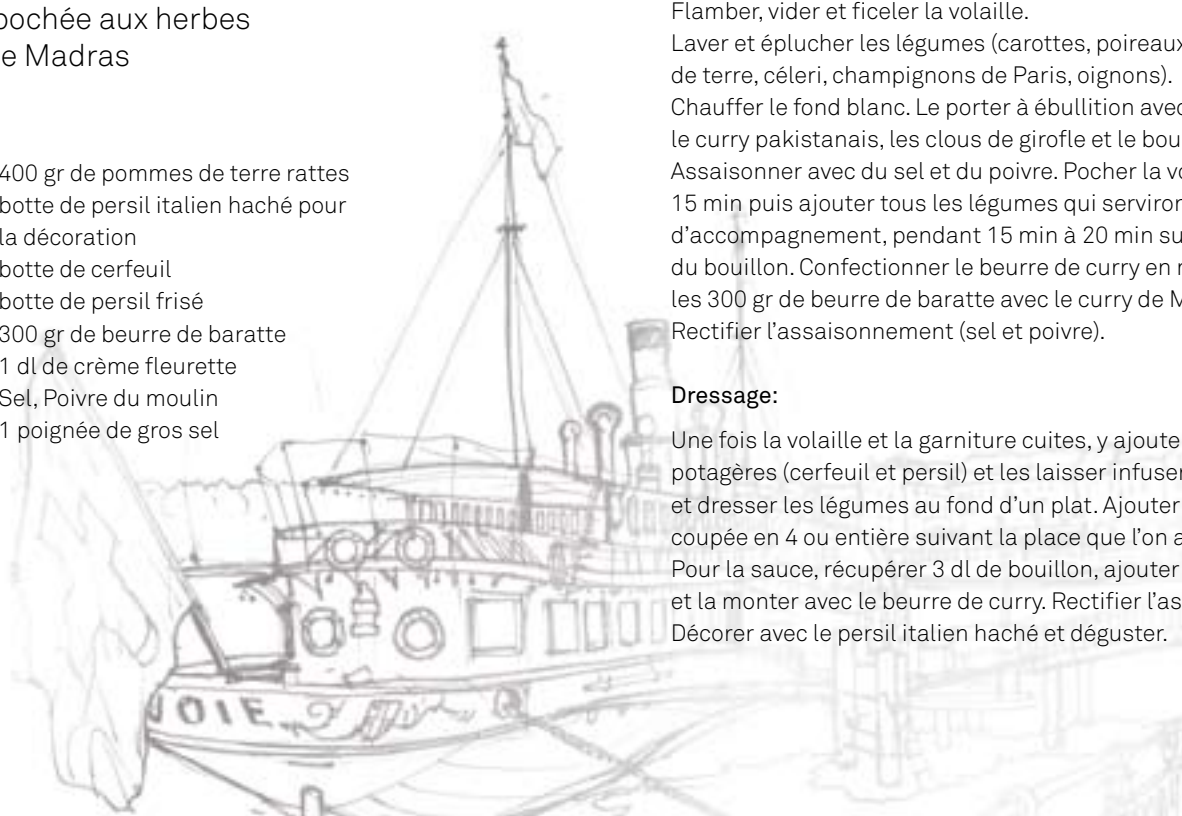 pochée aux herbes
e Madras
400 gr de pommes de terre rattes
botte de persil italien haché pour
la décoration
botte de cerfeuil
botte de persil frisé
300 gr de beurre de baratte
1 dl de crème fleurette
Sel, Poivre du moulin
1 poignée de gros sel
Flamber, vider et ficeler la volaille.
Laver et éplucher les légumes (carottes, poireaux
de terre, céleri, champignons de Paris, oignons).
Chauffer le fond blanc. Le porter à ébullition avec
le curry pakistanais, les clous de girofle et le bou
Assaisonner avec du sel et du poivre. Pocher la vo
15 min puis ajouter tous les légumes qui serviron
d’accompagnement, pendant 15 min à 20 min su
du bouillon. Confectionner le beurre de curry en m
les 300 gr de beurre de baratte avec le curry de M
Rectifier l’assaisonnement (sel et poivre).
Dressage:
Une fois la volaille et la garniture cuites, y ajoute
potagères (cerfeuil et persil) et les laisser infuser
et dresser les légumes au fond d’un plat. Ajouter
coupée en 4 ou entière suivant la place que l’on a
Pour la sauce, récupérer 3 dl de bouillon, ajouter
et la monter avec le beurre de curry. Rectifier l’as
Décorer avec le persil italien haché et déguster.
JOIE